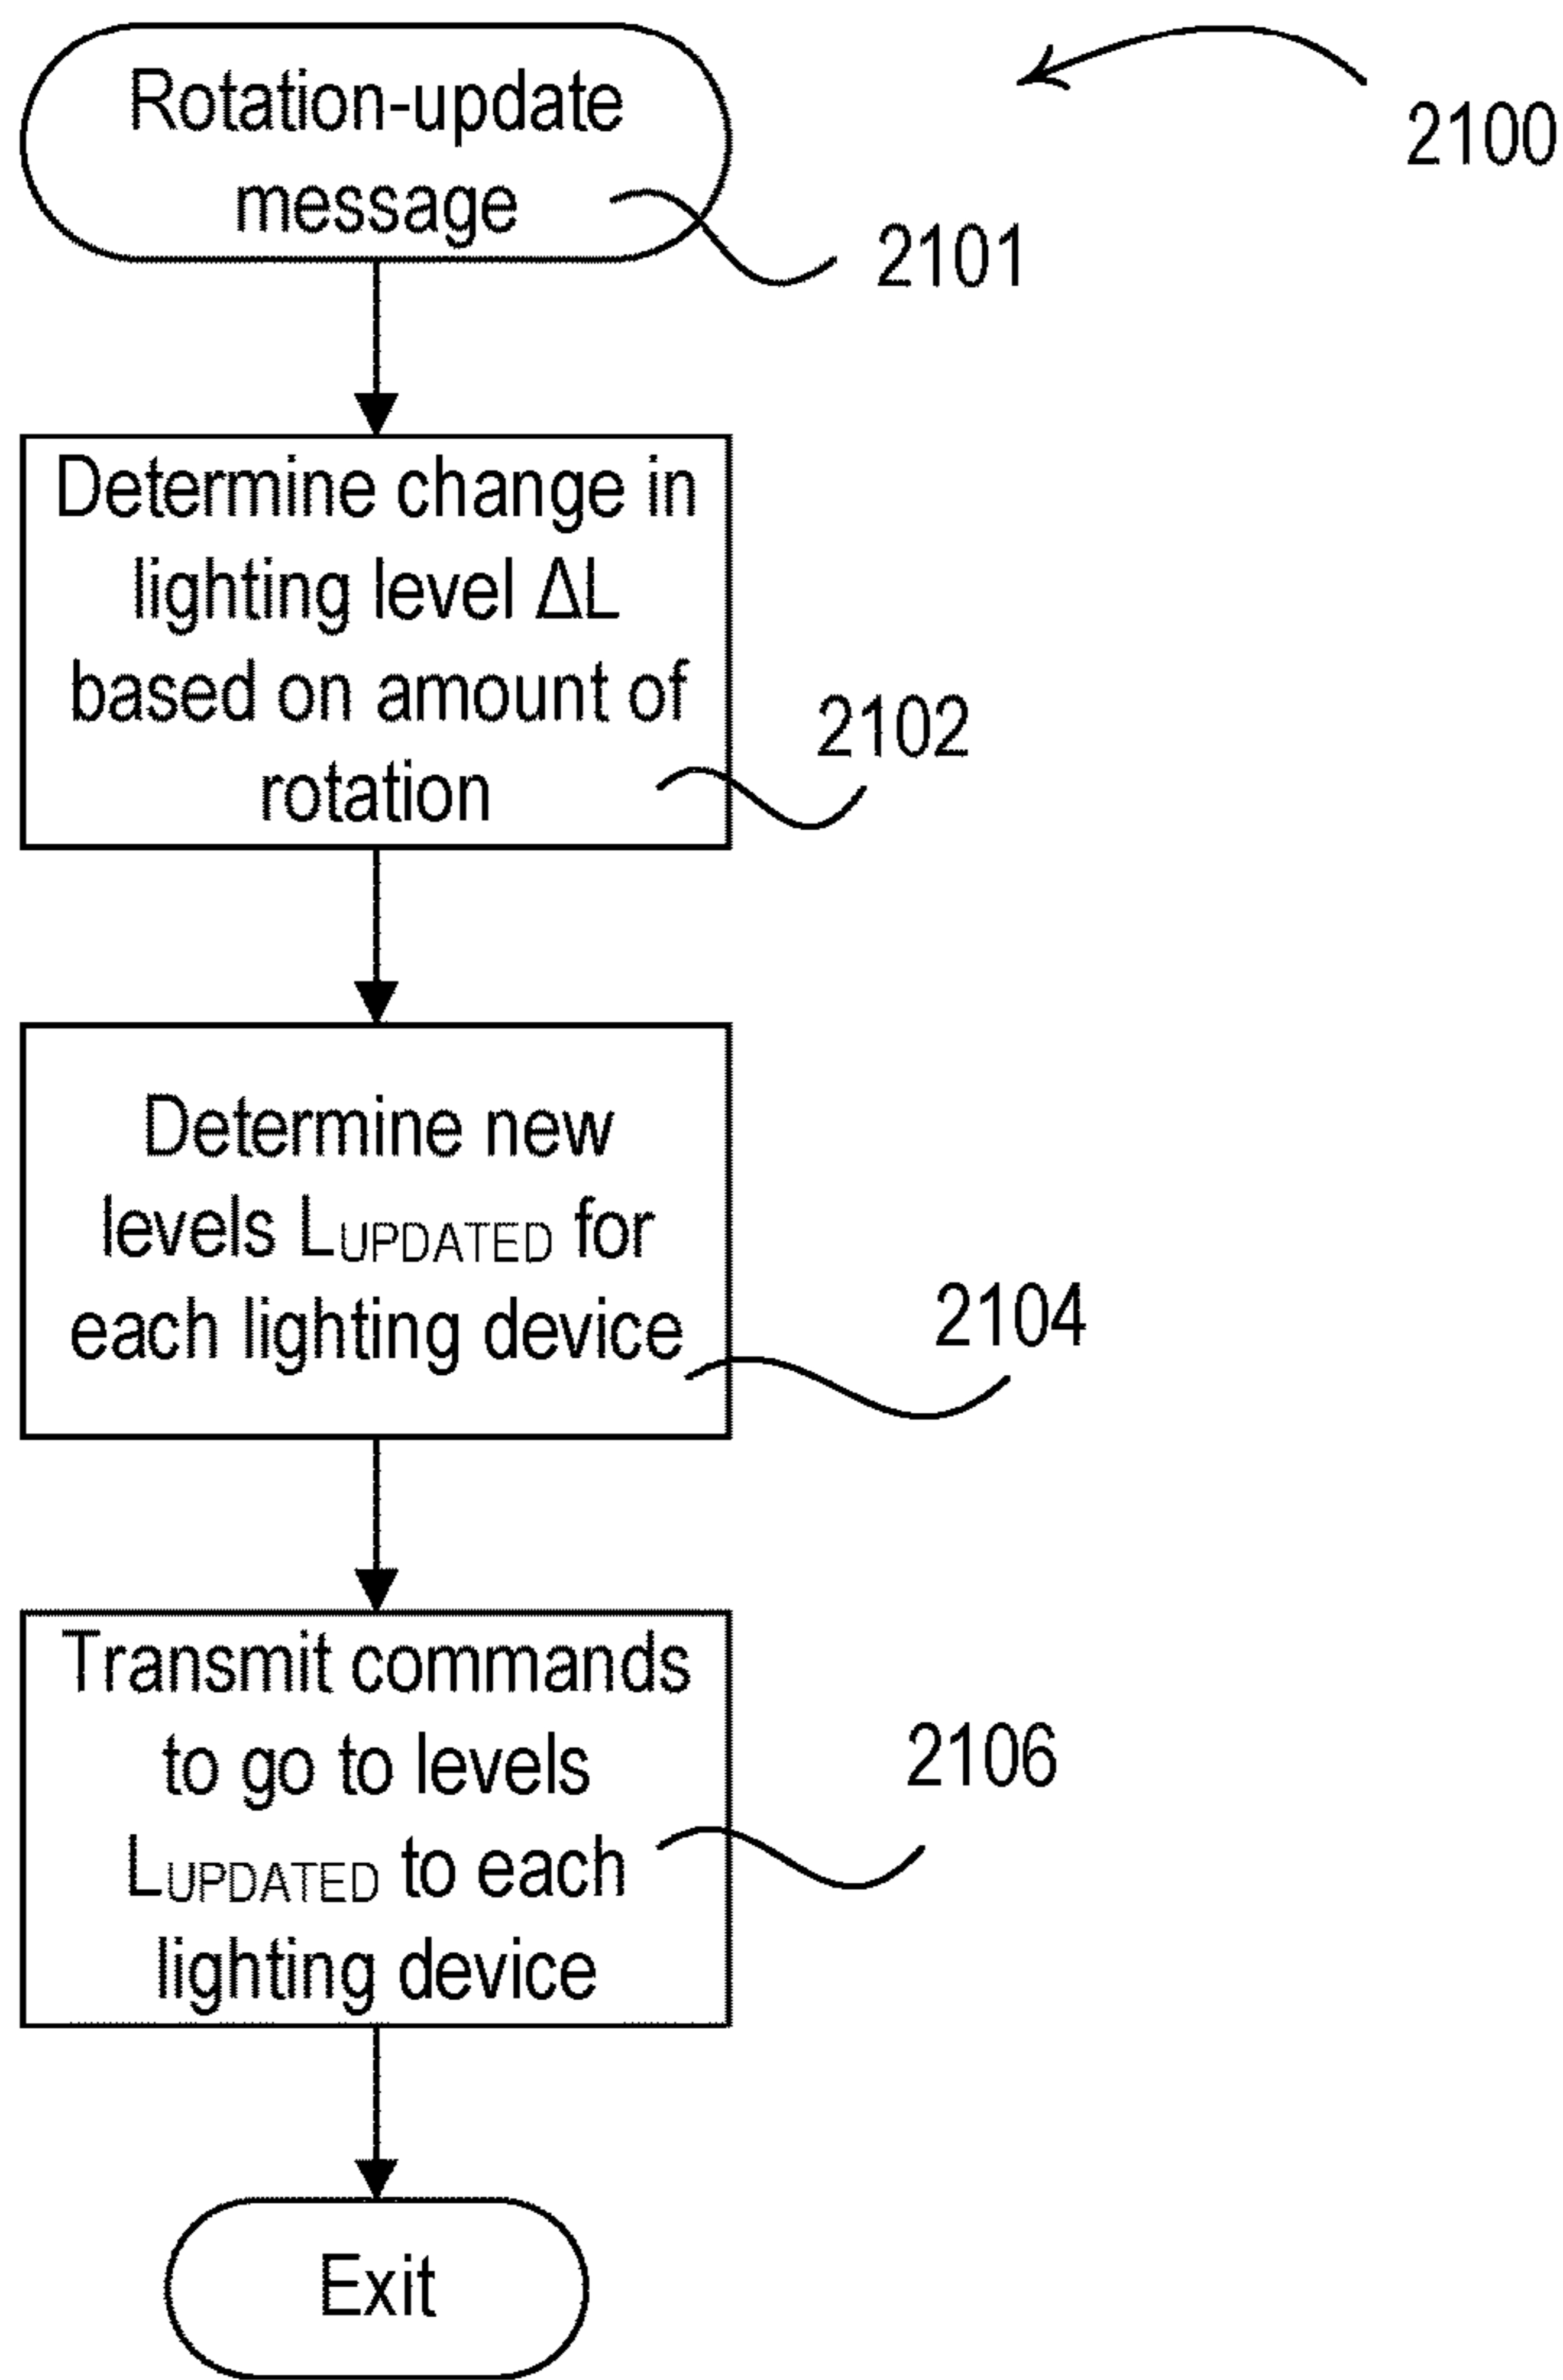 Rotation-update
message
2100
2101
Determine change in
lighting level ΔL
based on amount of
rotation
2102
Determine new
levels LUPDATED for
each lighting device
2104
Transmit commands
to go to levels
LUPDATED to each
lighting device
2106
Exit